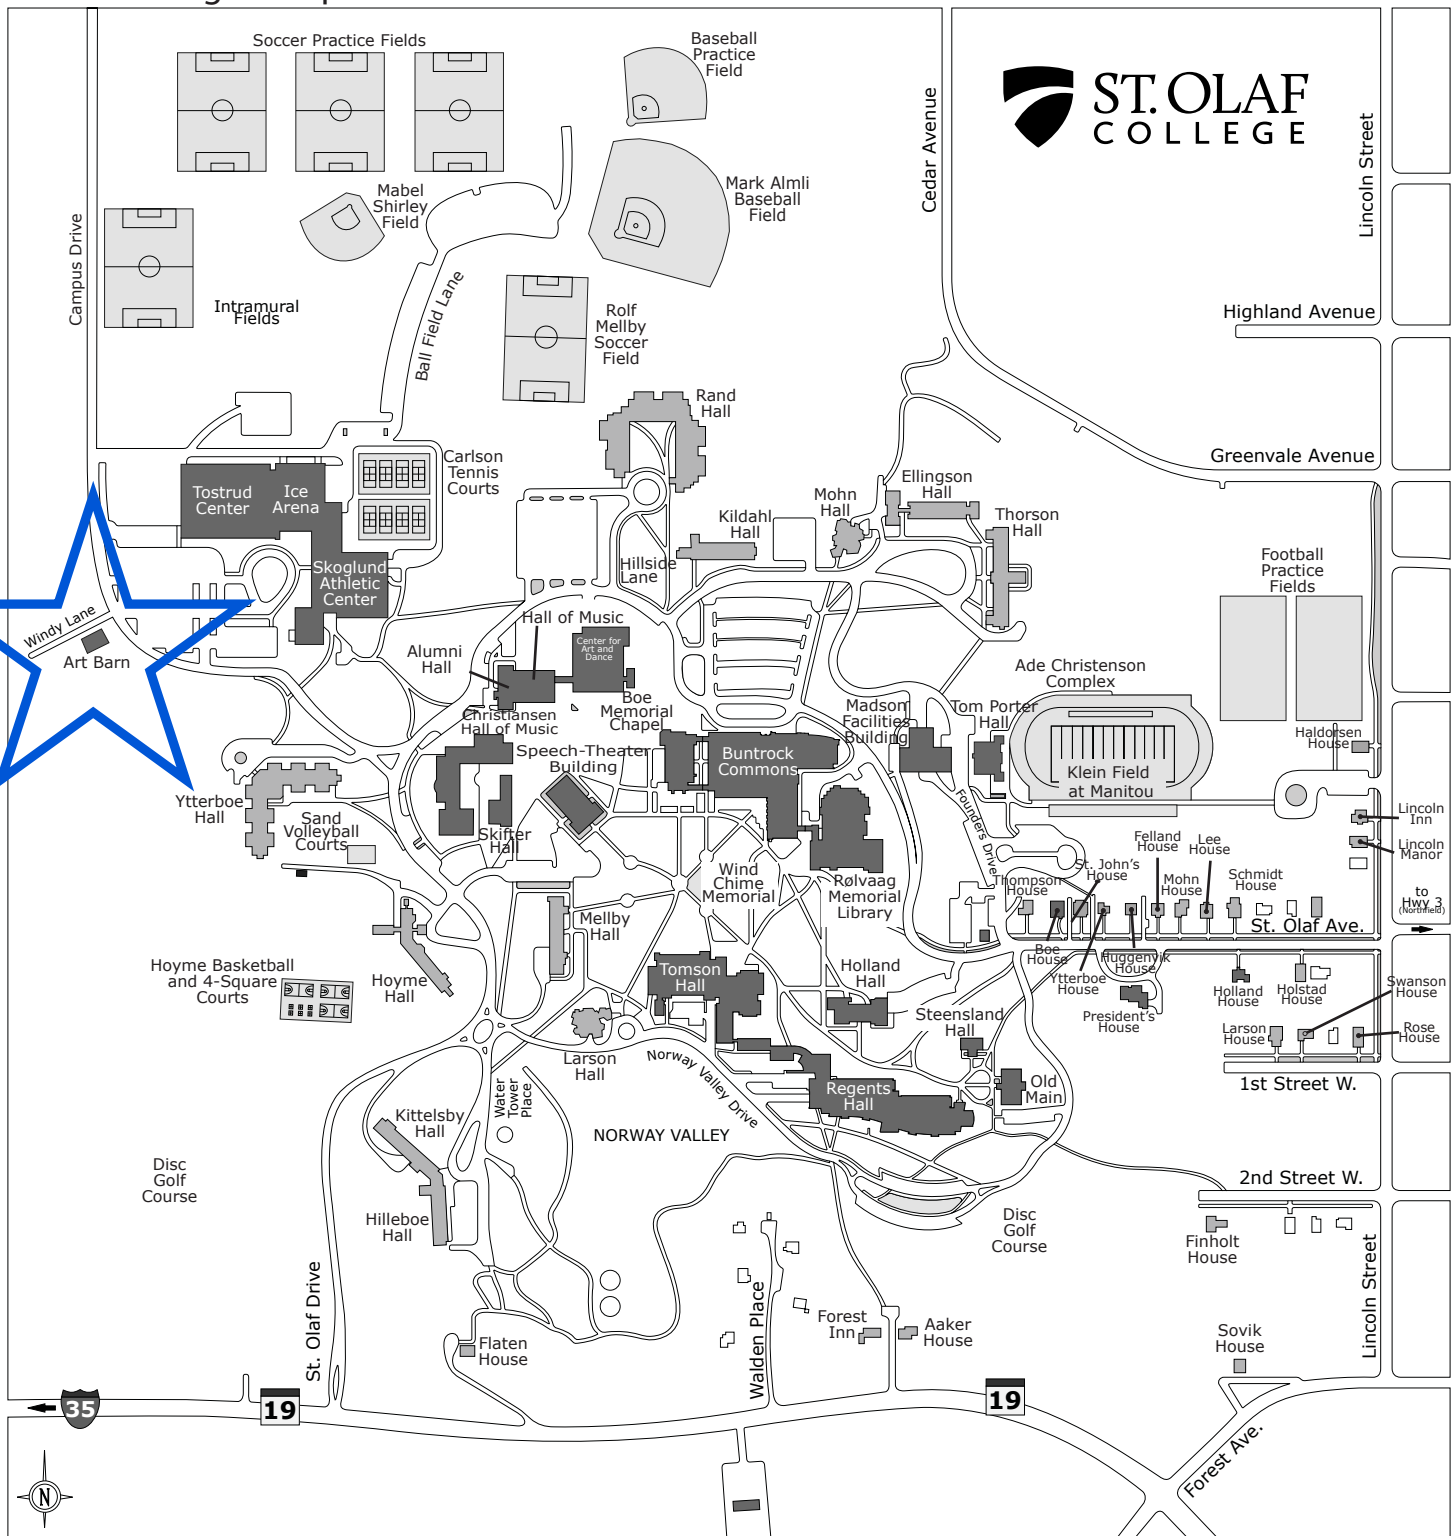 Soccer Practice Fields
Baseball
Practice
Field
ST. OLAF
COLLEGE
Cedar Avenue
Lincoln Street
Mabel
Shirley
Field
Mark Almli
Baseball
Field
Campus Drive
Intramural
Fields
Ball Field Lane
Rolf
Mellby
Soccer
Field
Highland Avenue
Rand
Hall
Greenvale Avenue
Carlson
Tennis
Courts
Tostrud
Center
Ice
Arena
Ellingson
Hall
Mohn
Hall
Thorson
Hall
Kildahl
Hall
Hillside
Lane
Football
Practice
Fields
Skoglund
Athletic
Center
Windy Lane
Art Barn
Hall of Music
Alumni
Hall
Center for
Art and
Dance
Ade Christenson
Complex
Boe
Memorial
Chapel
Christiansen
Hall of Music
Madson
Facilities
Building
Tom Porter
Hall
Haldorsen
House
Speech-Theater
Building
Buntrock
Commons
Klein Field
at Manitou
Ytterboe
Hall
Sand
Volleyball
Courts
Skifter
Hall
Founders Drive
Lincoln
Inn
Lincoln
Manor
Felland
House
Lee
House
St. John's
House
Thompson
House
Mohn
House
Schmidt
House
Wind
Chime
Memorial
Rølvaag
Memorial
Library
to
Hwy 3
(Northfield)
Mellby
Hall
St. Olaf Ave.
Boe
House
Ytterboe
House
Huggenvik
House
Hoyme Basketball
and 4-Square
Courts
Hoyme
Hall
Tomson
Hall
Holland
Hall
Holland
House
Holstad
House
Swanson
House
President's
House
Steensland
Hall
Larson
House
Rose
House
Larson
Hall
Norway Valley Drive
Water
Tower
Place
Regents
Hall
Old
Main
1st Street W.
Kittelsby
Hall
NORWAY VALLEY
Disc
Golf
Course
2nd Street W.
Hilleboe
Hall
Disc
Golf
Course
Finholt
House
St. Olaf Drive
Walden Place
Lincoln Street
Forest
Inn
Aaker
House
Sovik
House
Flaten
House
35
19
19
Forest Ave.
N